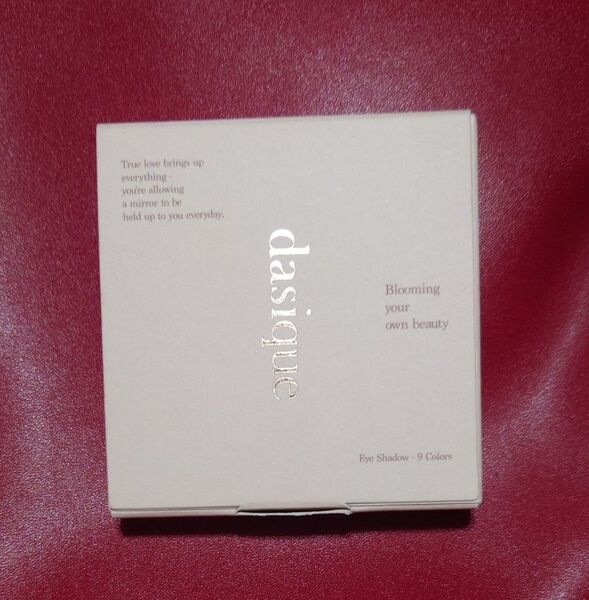 True love brings up
everything -
you're allowing
a mirror to be
held up to you everyday.
dasique
Blooming
your
own beauty
Eye Shadow - 9 Colors